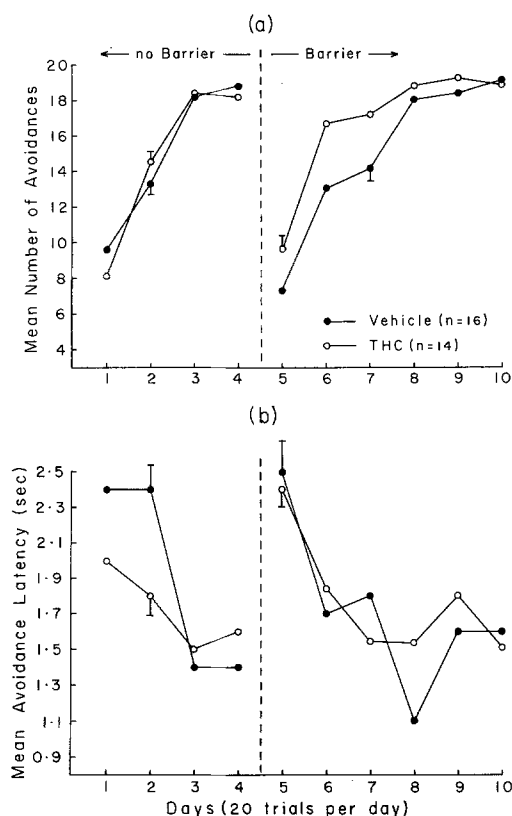 (a)
no Barrier
Barrier
Mean Number of Avoidances
20
18
16
14
12
10
8
6
4
1 2 3 4 5 6 7 8 9 10
Vehicle (n=16)
THC (n=14)
(b)
Mean Avoidance Latency (sec)
2·5
2·3
2·1
1·9
1·7
1·5
1·3
1·1
0·9
1 2 3 4 5 6 7 8 9 10
Days (20 trials per day)